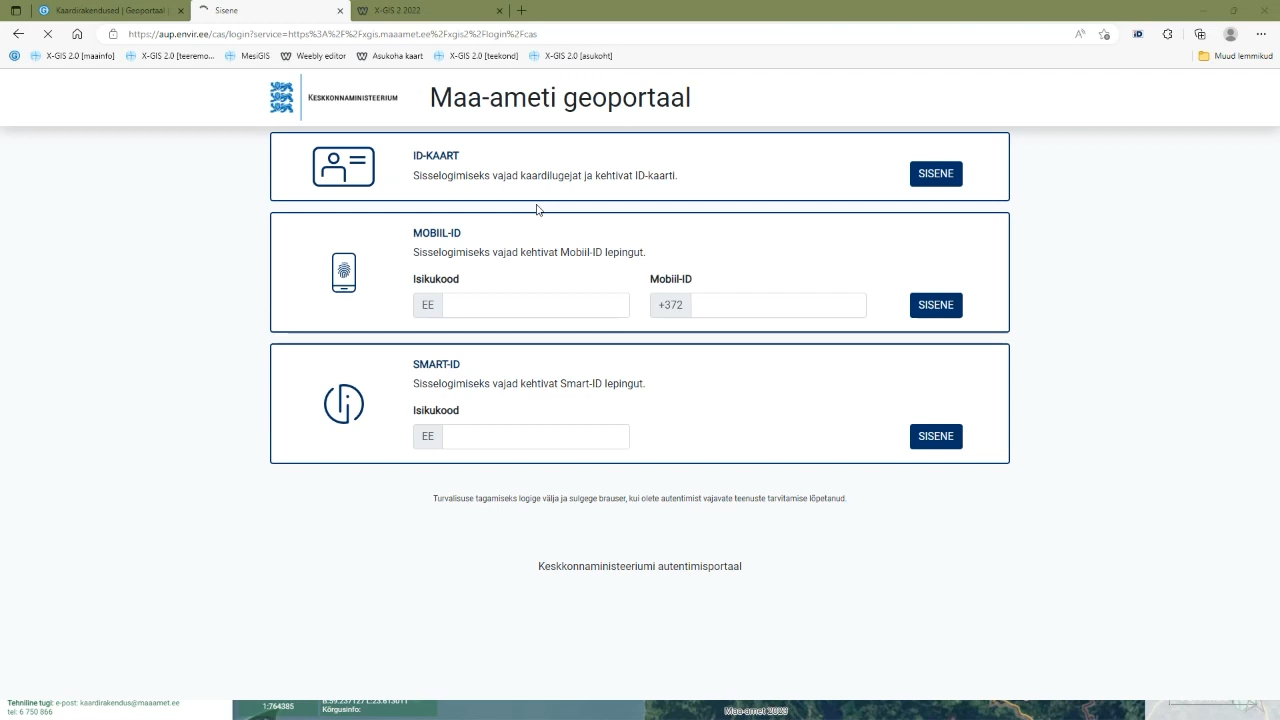 Kaardirakendused | Geoportaal |
Sisene
X-GIS 2.2022
https://aup.envir.ee/cas/login?service=https%3A%2F%2Fxgis.maaamet.ee%2Fxgis2%2Flogin%2Fcas
X-GIS 2.0 [maainfo]
X-GIS 2.0 [teeremo...
MesiGIS
Weebly editor
Asukoha kaart
X-GIS 2.0 [teekond]
X-GIS 2.0 [asukoht]
Muud lemmikud
KESKKONNAMINISTEERIUM
Maa-ameti geoportaal
ID-KAART
Sisselogimiseks vajad kaardilugejat ja kehtivat ID-kaarti.
SISENE
MOBIIL-ID
Sisselogimiseks vajad kehtivat Mobiil-ID lepingut.
Isikukood
Mobiil-ID
EE
+372
SISENE
SMART-ID
Sisselogimiseks vajad kehtivat Smart-ID lepingut.
Isikukood
EE
SISENE
Turvalisuse tagamiseks logige välja ja sulgege brauser, kui olete autentimist vajavate teenuste tarvitamise lõpetanud.
Keskkonnaministeeriumi autentimisportaal
Tehniline tugi: e-post: kaardirakendus@maaamet.ee
tel: 6 750 866
1:764385
B:59.237127 L:23.613011
Kõrgusinfo:
Maa-amet 2023